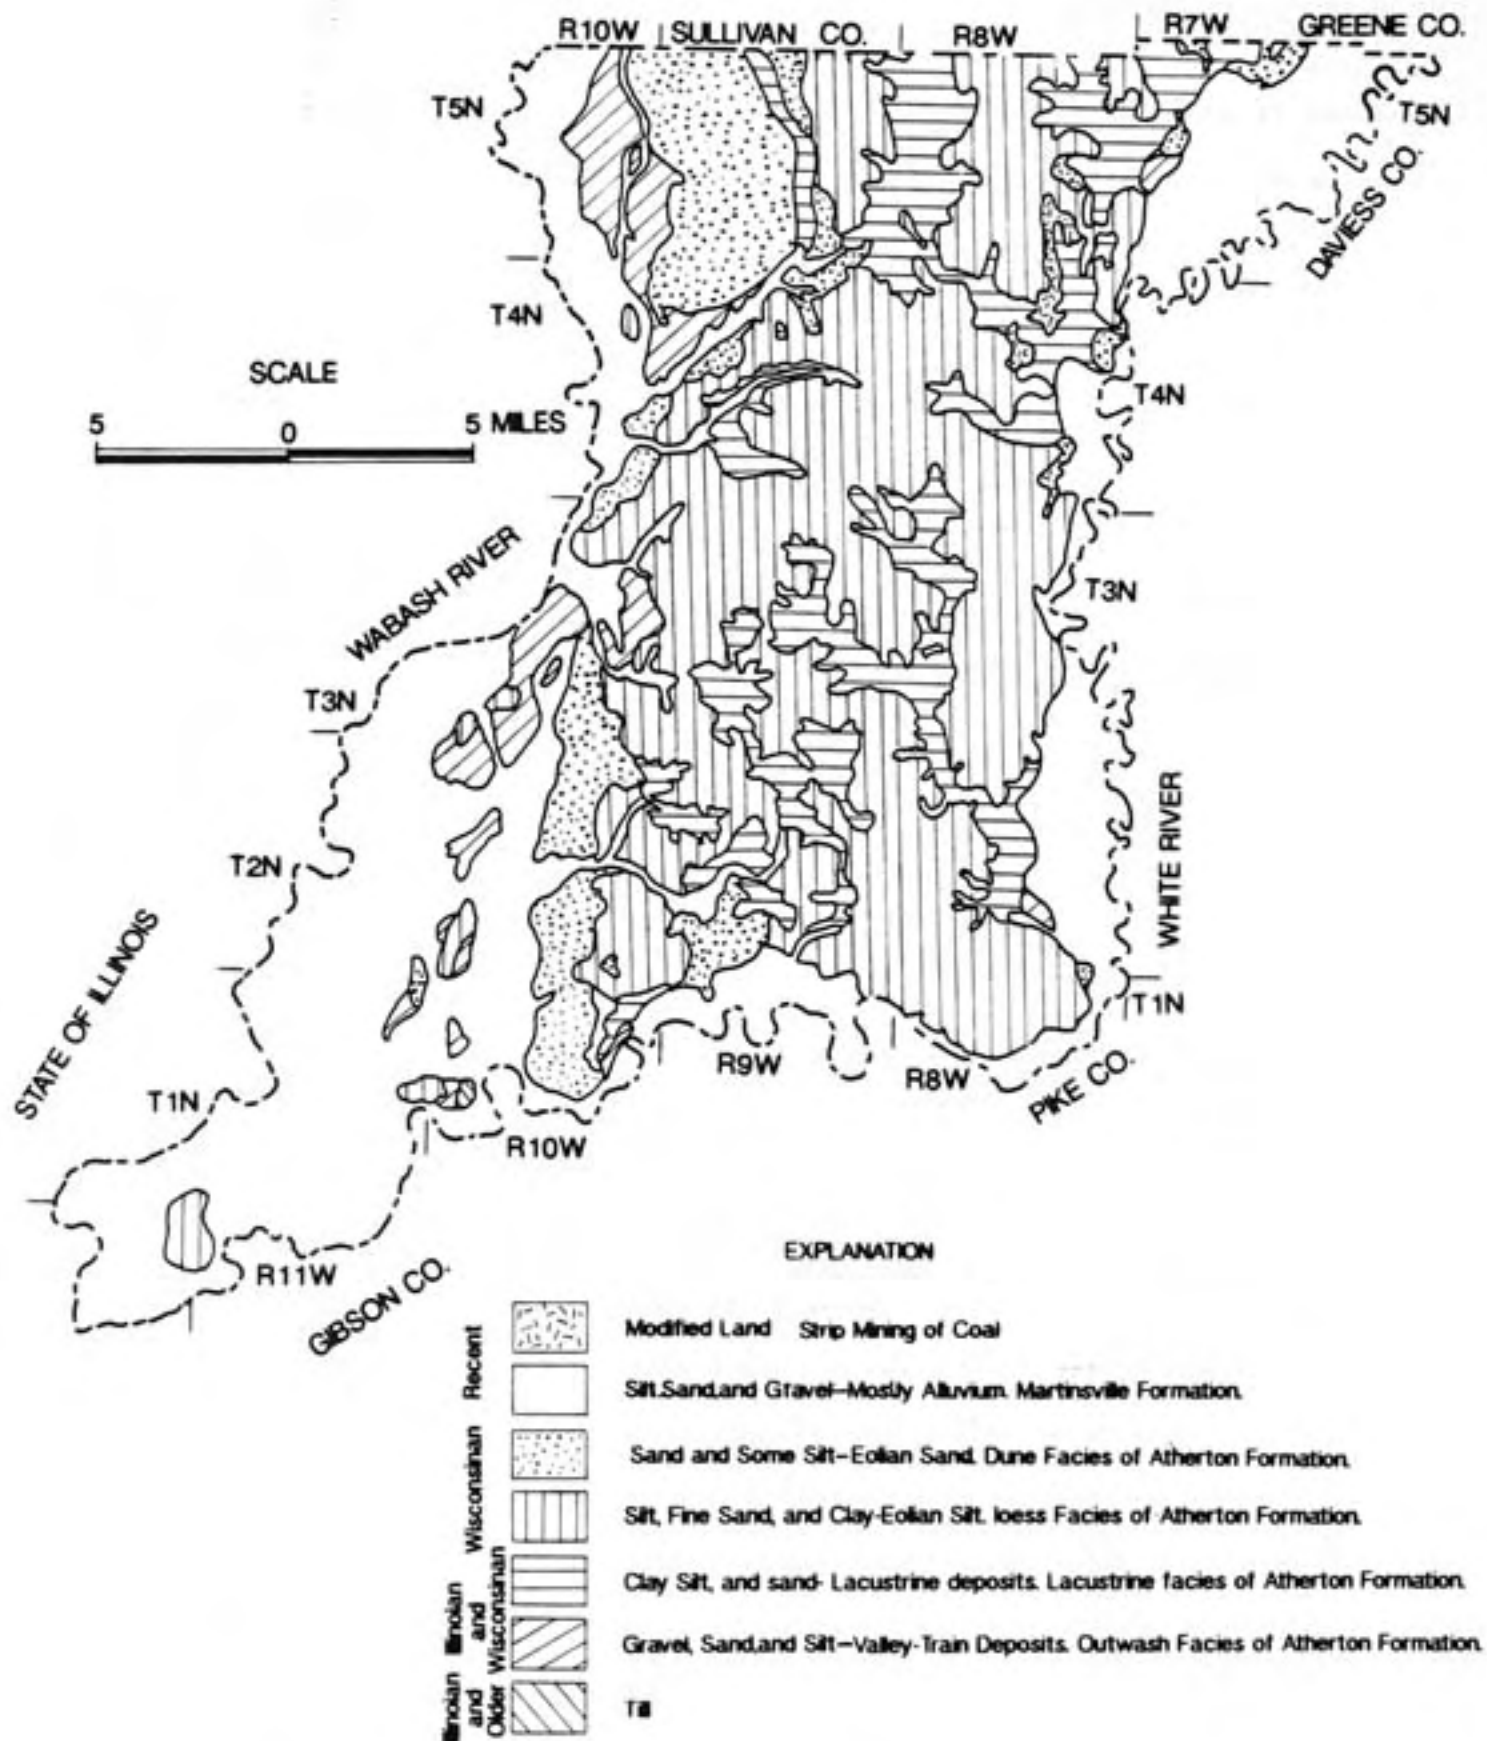 R10W SULLIVAN CO. R8W R7W GREENE CO.
T5N
T5N
DAVIESS CO.
T4N
SCALE
T4N
5 0 5 MILES
WABASH RIVER
T3N
T3N
T2N
WHITE RIVER
STATE OF ILLINOIS
T1N
R9W
R8W
PIKE CO.
T1N
R10W
R11W
GIBSON CO.
EXPLANATION
Recent
Modified Land Strip Mining of Coal
Silt.Sand,and Gravel-Mostly Alluvium. Martinsville Formation.
Wisconsinan
Sand and Some Silt-Eolian Sand. Dune Facies of Atherton Formation.
Silt, Fine Sand, and Clay-Eolian Silt. loess Facies of Atherton Formation.
Illinoian and Wisconsinan
Clay Silt, and sand- Lacustrine deposits. Lacustrine facies of Atherton Formation.
Gravel, Sand,and Silt-Valley-Train Deposits. Outwash Facies of Atherton Formation.
Illinoian and Older
Till